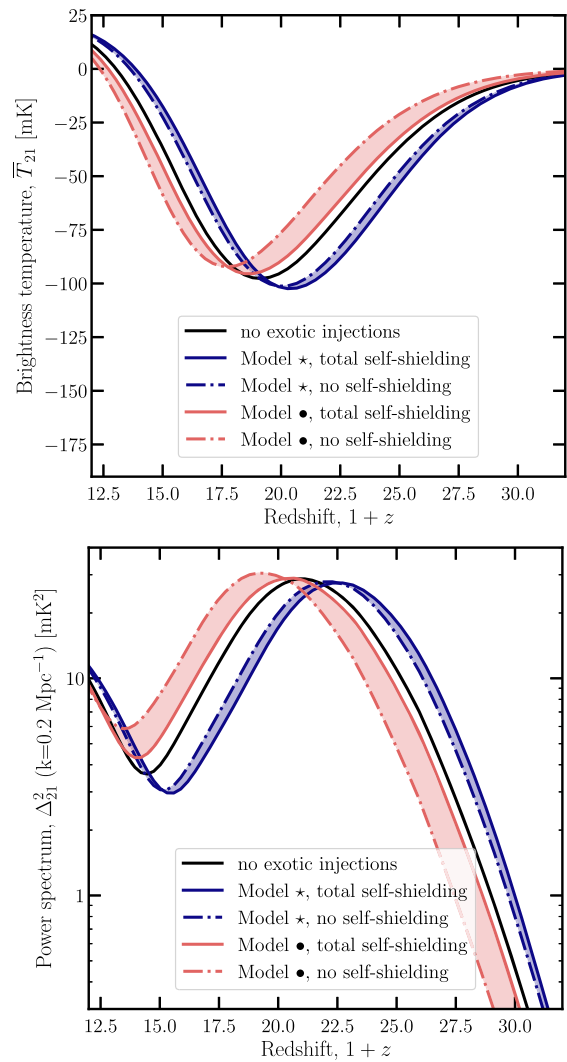 25
0
−25
−50
−75
−100
−125
−150
−175
Brightness temperature, T̅₂₁ [mK]
no exotic injections
Model ⋆, total self-shielding
Model ⋆, no self-shielding
Model •, total self-shielding
Model •, no self-shielding
12.5 15.0 17.5 20.0 22.5 25.0 27.5 30.0
Redshift, 1 + z
10
1
Power spectrum, Δ²₂₁ (k=0.2 Mpc⁻¹) [mK²]
no exotic injections
Model ⋆, total self-shielding
Model ⋆, no self-shielding
Model •, total self-shielding
Model •, no self-shielding
12.5 15.0 17.5 20.0 22.5 25.0 27.5 30.0
Redshift, 1 + z